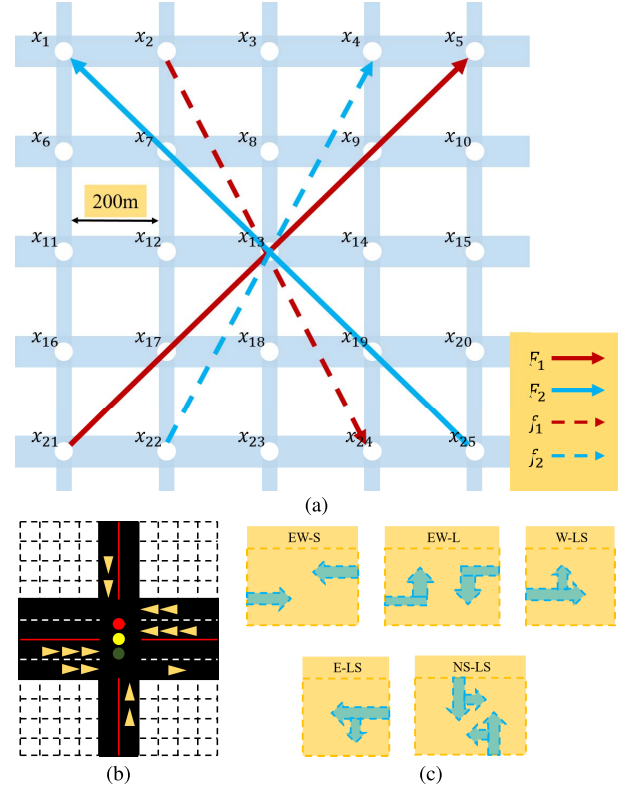 x1 x2 x3 x4 x5
x6 x7 x8 x9 x10
200m
x11 x12 x13 x14 x15
x16 x17 x18 x19 x20
x21 x22 x23 x24 x25
F1
F2
f1
f2
(a)
EW-S EW-L W-LS
E-LS NS-LS
(b) (c)